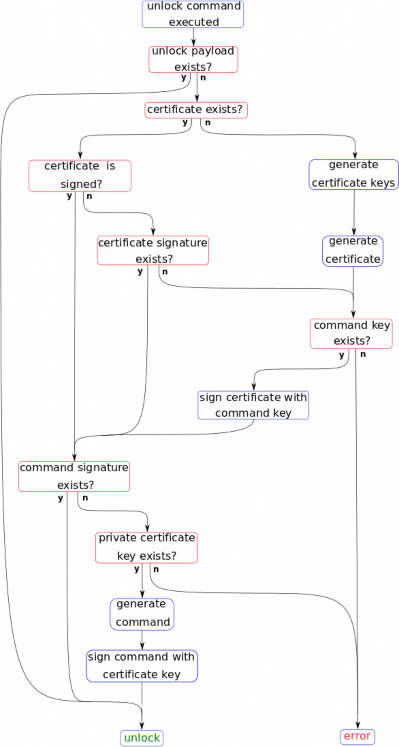 unlock command
executed
unlock payload
exists?
y n
certificate exists?
y n
certificate is
signed?
y n
generate
certificate keys
certificate signature
exists?
y n
generate
certificate
command key
exists?
y n
sign certificate with
command key
command signature
exists?
y n
private certificate
key exists?
y n
generate
command
sign command with
certificate key
unlock
error